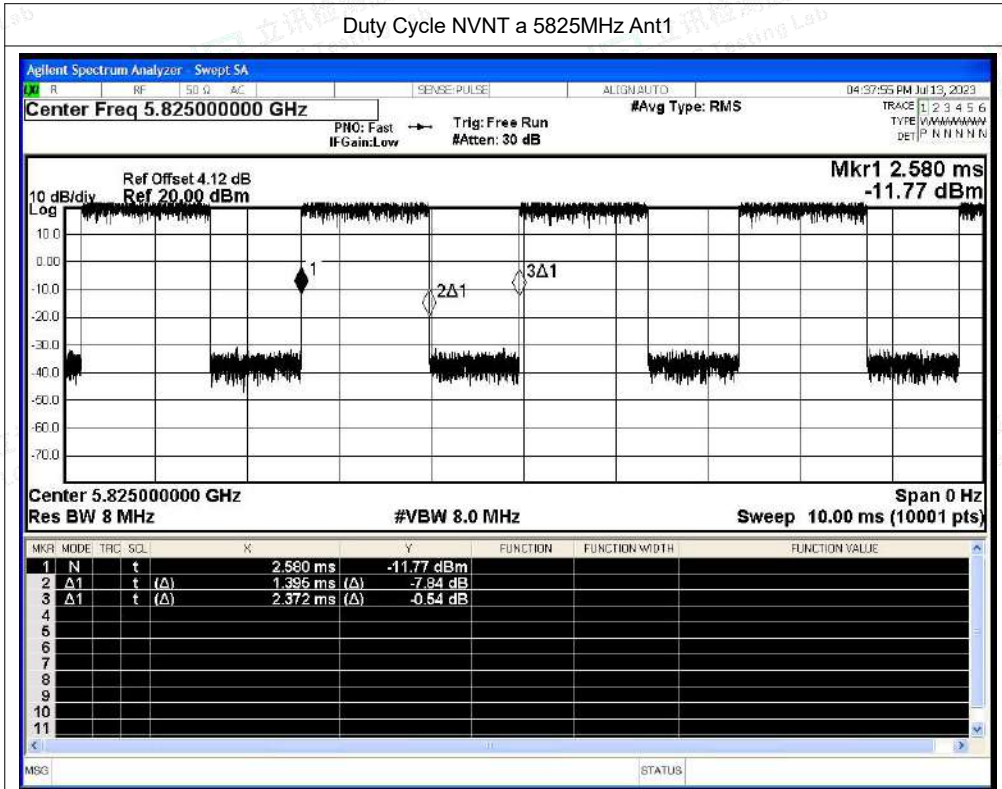 Duty Cycle NVNT a 5825MHz Ant1
Agilent Spectrum Analyzer - Swept SA
R RF 50 Ω AC SENSE:PULSE ALIGN AUTO 04:37:55 PM Jul 13, 2023
Center Freq 5.825000000 GHz #Avg Type: RMS TRACE 1 2 3 4 5 6
PNO: Fast Trig: Free Run TYPE
IFGain:Low #Atten: 30 dB DET P N N N N N
Mkr1 2.580 ms
Ref Offset 4.12 dB
10 dB/div Ref 20.00 dBm -11.77 dBm
Log
10.0
0.00
1
3Δ1
-10.0
2Δ1
-20.0
-30.0
-40.0
-50.0
-60.0
-70.0
Center 5.825000000 GHz Span 0 Hz
Res BW 8 MHz #VBW 8.0 MHz Sweep 10.00 ms (10001 pts)
MKR MODE TRC SCL X Y FUNCTION FUNCTION WIDTH FUNCTION VALUE
1 N t 2.580 ms -11.77 dBm
2 Δ1 t (Δ) 1.395 ms (Δ) -7.84 dB
3 Δ1 t (Δ) 2.372 ms (Δ) -0.54 dB
4
5
6
7
8
9
10
11
MSG STATUS